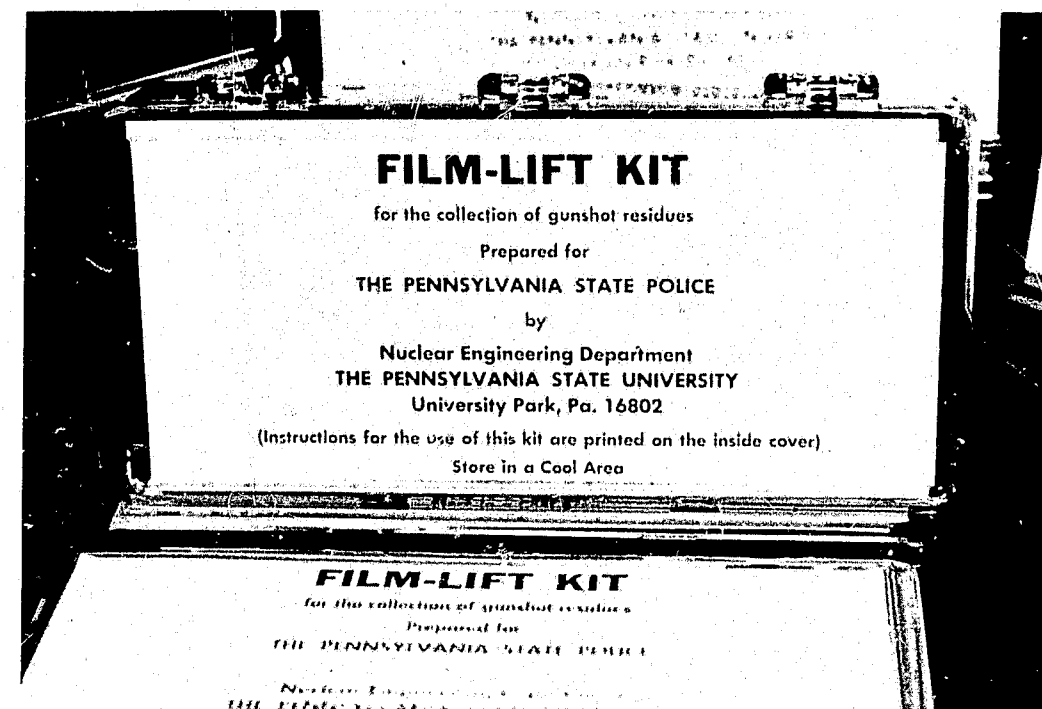 FILM-LIFT KIT
for the collection of gunshot residues
Prepared for
THE PENNSYLVANIA STATE POLICE
by
Nuclear Engineering Department
THE PENNSYLVANIA STATE UNIVERSITY
University Park, Pa. 16802
(Instructions for the use of this kit are printed on the inside cover)
Store in a Cool Area
FILM-LIFT KIT
for the collection of gunshot residues
Prepared for
THE PENNSYLVANIA STATE POLICE